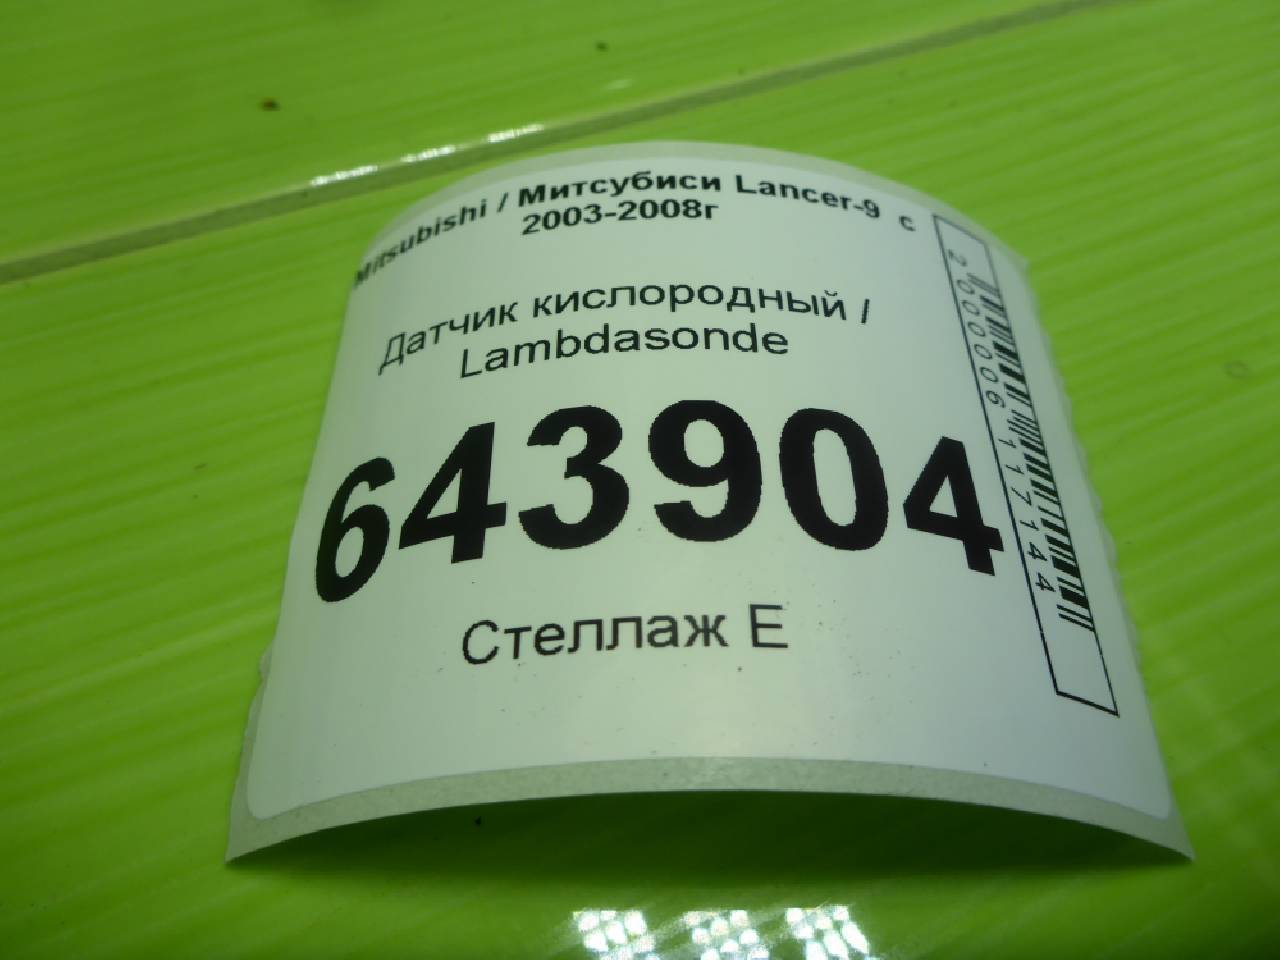 Mitsubishi / Митсубиси Lancer-9 с
2003-2008г
Датчик кислородный /
Lambdasonde
643904
Стеллаж Е
2000006117144